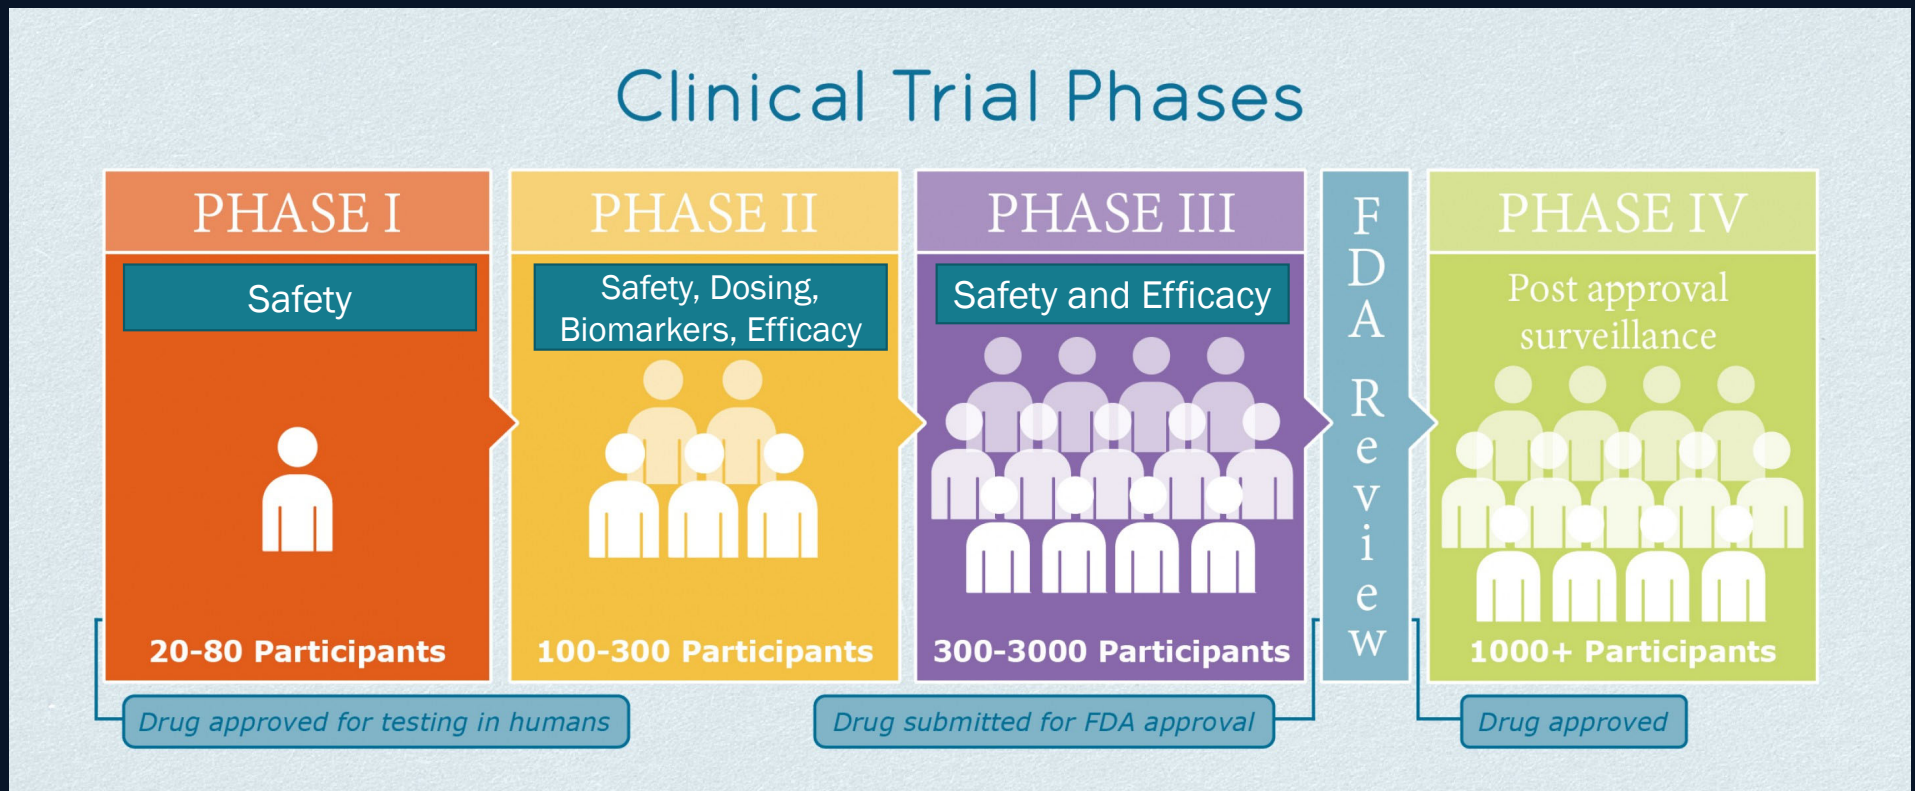 Clinical Trial Phases
PHASE I
Safety
20-80 Participants
PHASE II
Safety, Dosing,
Biomarkers, Efficacy
100-300 Participants
PHASE III
Safety and Efficacy
300-3000 Participants
FDA Review
PHASE IV
Post approval
surveillance
1000+ Participants
Drug approved for testing in humans
Drug submitted for FDA approval
Drug approved